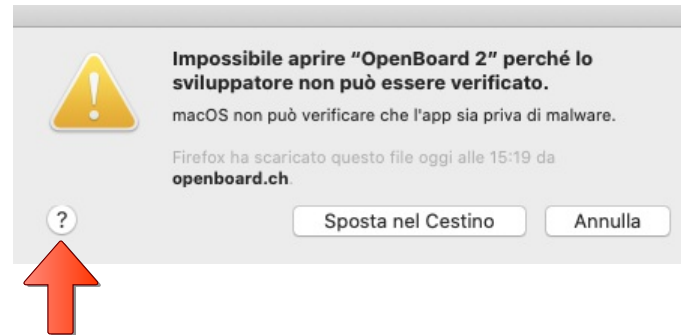 Impossibile aprire “OpenBoard 2” perché lo
sviluppatore non può essere verificato.
macOS non può verificare che l'app sia priva di malware.
Firefox ha scaricato questo file oggi alle 15:19 da
openboard.ch.
?
Sposta nel Cestino
Annulla